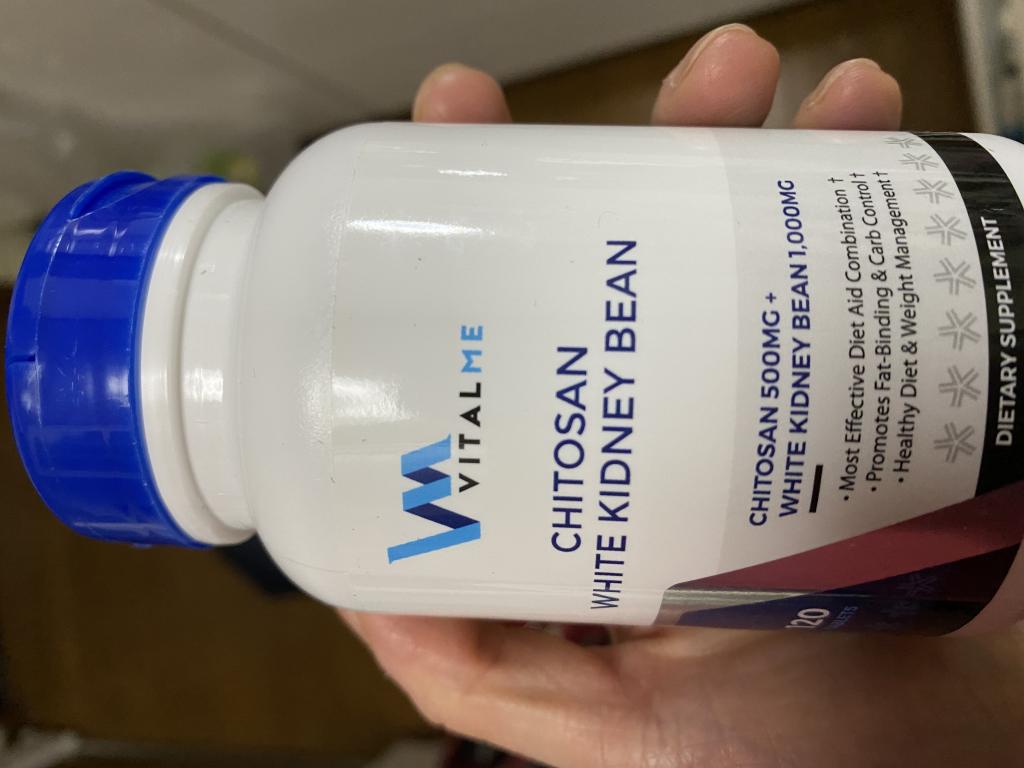 VITALME
CHITOSAN
WHITE KIDNEY BEAN
CHITOSAN 500MG +
WHITE KIDNEY BEAN 1,000MG
• Most Effective Diet Aid Combination †
• Promotes Fat-Binding & Carb Control †
• Healthy Diet & Weight Management †
120
TABLETS
DIETARY SUPPLEMENT